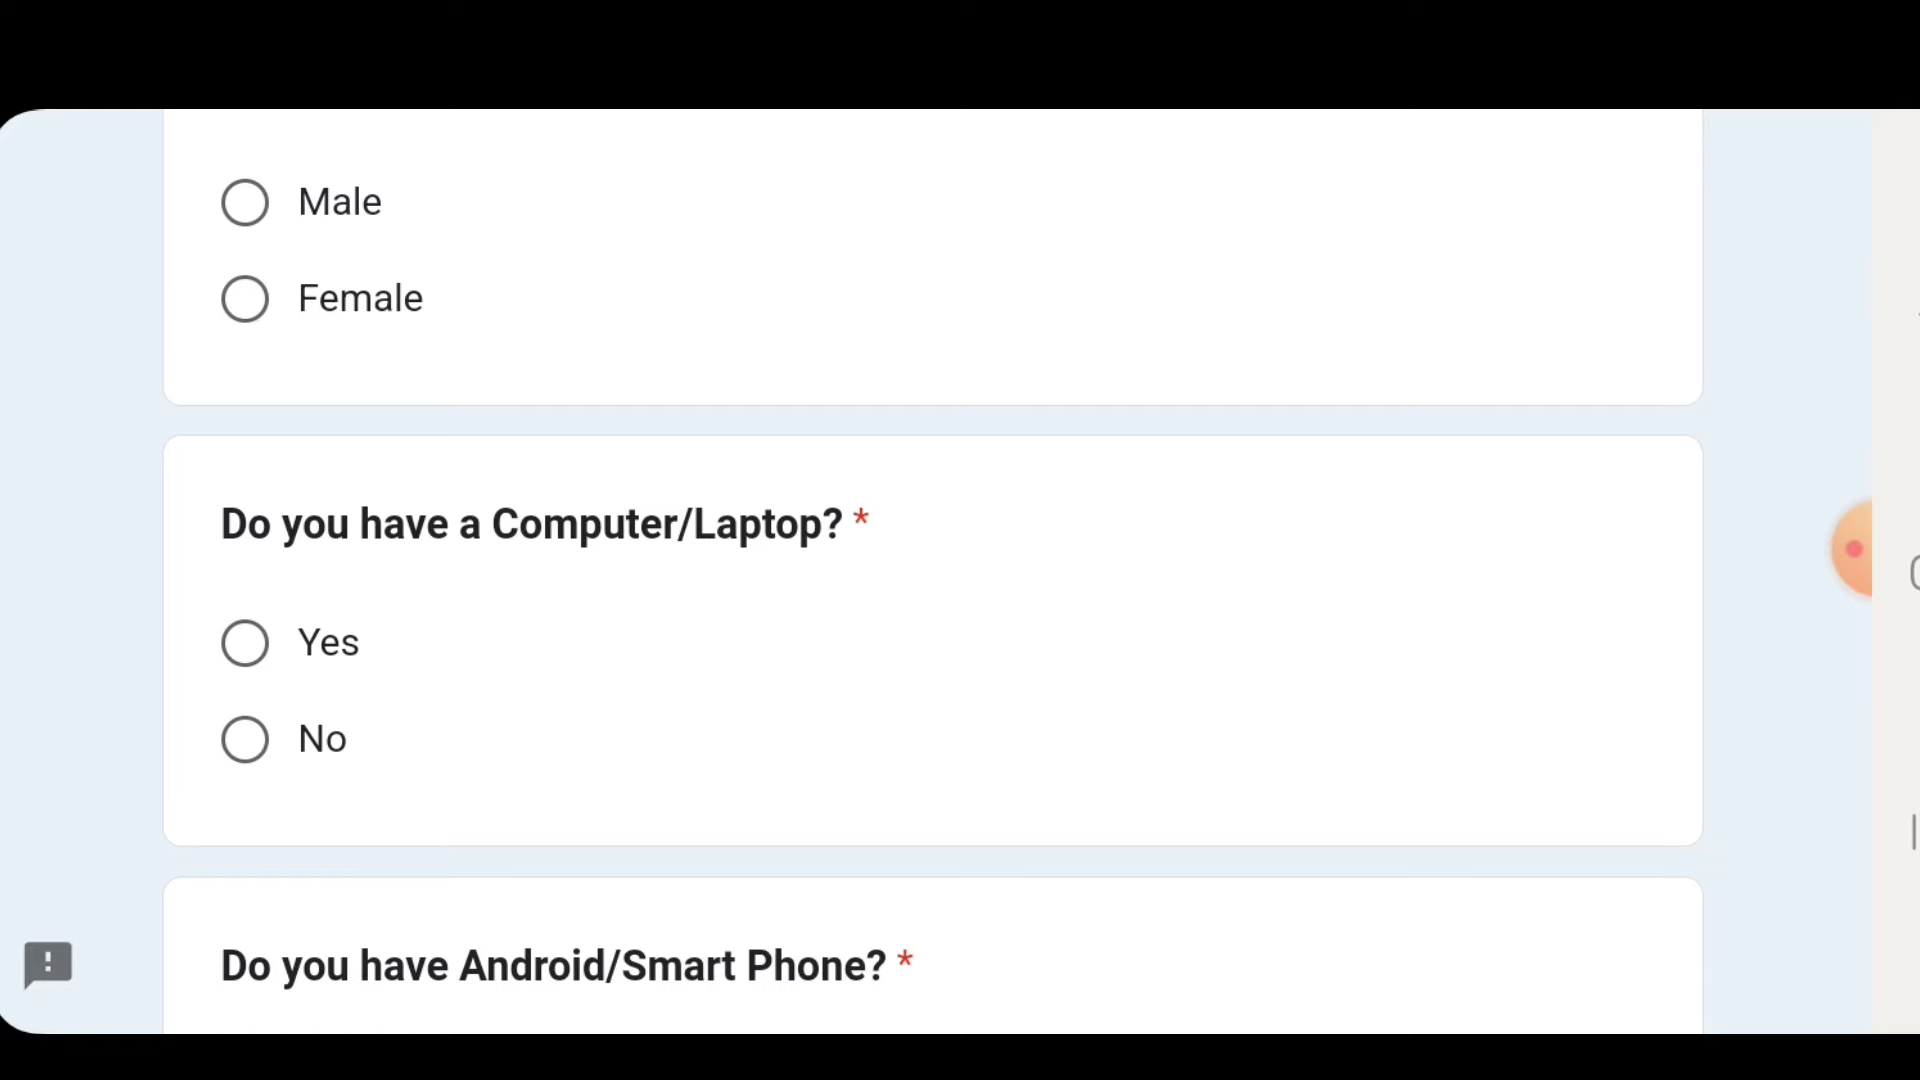 Male
Female
Do you have a Computer/Laptop? *
Yes
No
Do you have Android/Smart Phone? *